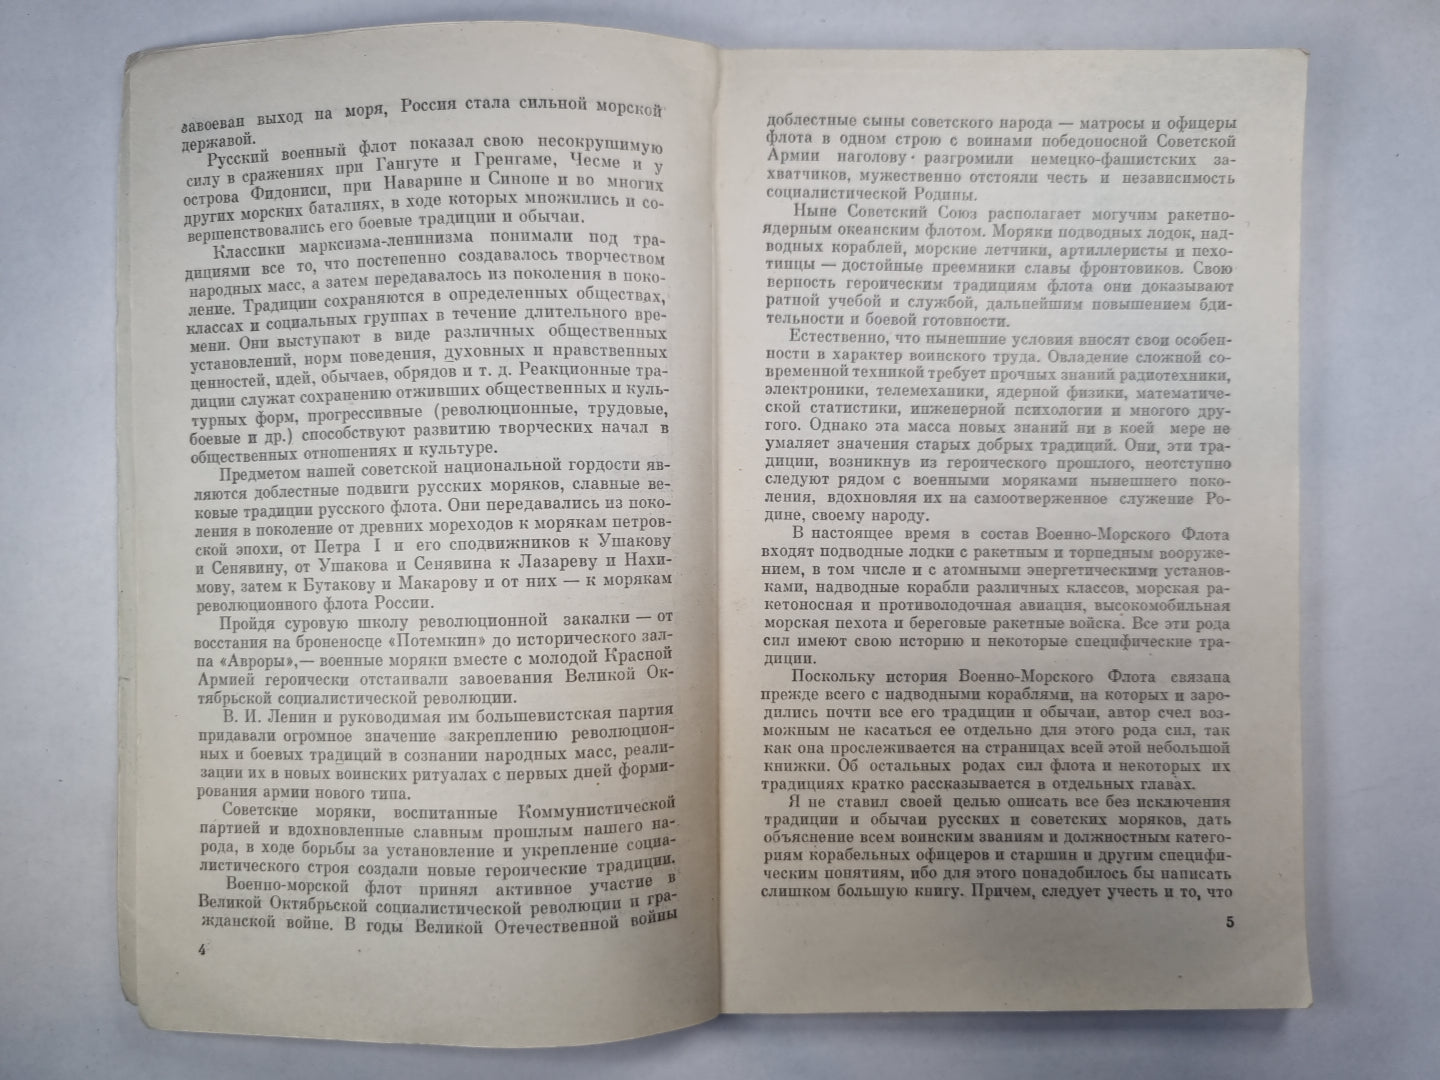 завоеван выход на моря, Россия стала сильной морской
державой.
Русский военный флот показал свою несокрушимую
силу в сражениях при Гангуте и Гренгаме, Чесме и у
острова Фидониси, при Наварине и Синопе и во многих
других морских баталиях, в ходе которых множились и со-
вершенствовались его боевые традиции и обычаи.
Классики марксизма-ленинизма понимали под тра-
дициями все то, что постепенно создавалось творчеством
народных масс, а затем передавалось из поколения в поко-
ление. Традиции сохраняются в определенных обществах,
классах и социальных группах в течение длительного вре-
мени. Они выступают в виде различных общественных
установлений, норм поведения, духовных и нравственных
ценностей, идей, обычаев, обрядов и т. д. Реакционные тра-
диции служат сохранению отживших общественных и куль-
турных форм, прогрессивные (революционные, трудовые,
боевые и др.) способствуют развитию творческих начал в
общественных отношениях и культуре.
Предметом нашей советской национальной гордости яв-
ляются доблестные подвиги русских моряков, славные ве-
ковые традиции русского флота. Они передавались из поко-
ления в поколение от древних мореходов к морякам петров-
ской эпохи, от Петра I и его сподвижников к Ушакову
и Сенявину, от Ушакова и Сенявина к Лазареву и Нахи-
мову, затем к Бутакову и Макарову и от них — к морякам
революционного флота России.
Пройдя суровую школу революционной закалки — от
восстания на броненосце «Потемкин» до исторического зал-
па «Авроры»,— военные моряки вместе с молодой Красной
Армией героически отстаивали завоевания Великой Ок-
тябрьской социалистической революции.
В. И. Ленин и руководимая им большевистская партия
придавали огромное значение закреплению революцион-
ных и боевых традиций в сознании народных масс, реали-
зации их в новых воинских ритуалах с первых дней форми-
рования армии нового типа.
Советские моряки, воспитанные Коммунистической
партией и вдохновленные славным прошлым нашего на-
рода, в ходе борьбы за установление и укрепление социа-
листического строя создали новые героические традиции.
Военно-морской флот принял активное участие в
Великой Октябрьской социалистической революции и гра-
жданской войне. В годы Великой Отечественной войны
4
доблестные сыны советского народа — матросы и офицеры
флота в одном строю с воинами победоносной Советской
Армии наголову разгромили немецко-фашистских за-
хватчиков, мужественно отстояли честь и независимость
социалистической Родины.
Ныне Советский Союз располагает могучим ракетно-
ядерным океанским флотом. Моряки подводных лодок, над-
водных кораблей, морские летчики, артиллеристы и пехо-
тинцы — достойные преемники славы фронтовиков. Свою
верность героическим традициям флота они доказывают
ратной учебой и службой, дальнейшим повышением бди-
тельности и боевой готовности.
Естественно, что нынешние условия вносят свои особен-
ности в характер воинского труда. Овладение сложной со-
временной техникой требует прочных знаний радиотехники,
электроники, телемеханики, ядерной физики, математиче-
ской статистики, инженерной психологии и многого дру-
гого. Однако эта масса новых знаний ни в коей мере не
умаляет значения старых добрых традиций. Они, эти тра-
диции, возникнув из героического прошлого, неотступно
следуют рядом с военными моряками нынешнего поко-
ления, вдохновляя их на самоотверженное служение Ро-
дине, своему народу.
В настоящее время в состав Военно-Морского Флота
входят подводные лодки с ракетным и торпедным вооруже-
нием, в том числе и с атомными энергетическими установ-
ками, надводные корабли различных классов, морская ра-
кетоносная и противолодочная авиация, высокомобильная
морская пехота и береговые ракетные войска. Все эти рода
сил имеют свою историю и некоторые специфические тра-
диции.
Поскольку история Военно-Морского Флота связана
прежде всего с надводными кораблями, на которых и заро-
дились почти все его традиции и обычаи, автор счел воз-
можным не касаться ее отдельно для этого рода сил, так
как она прослеживается на страницах всей этой небольшой
книжки. Об остальных родах сил флота и некоторых их
традициях кратко рассказывается в отдельных главах.
Я не ставил своей целью описать все без исключения
традиции и обычаи русских и советских моряков, дать
объяснение всем воинским званиям и должностным катего-
риям корабельных офицеров и старшин и другим специфи-
ческим понятиям, ибо для этого понадобилось бы написать
слишком большую книгу. Причем, следует учесть и то, что
5